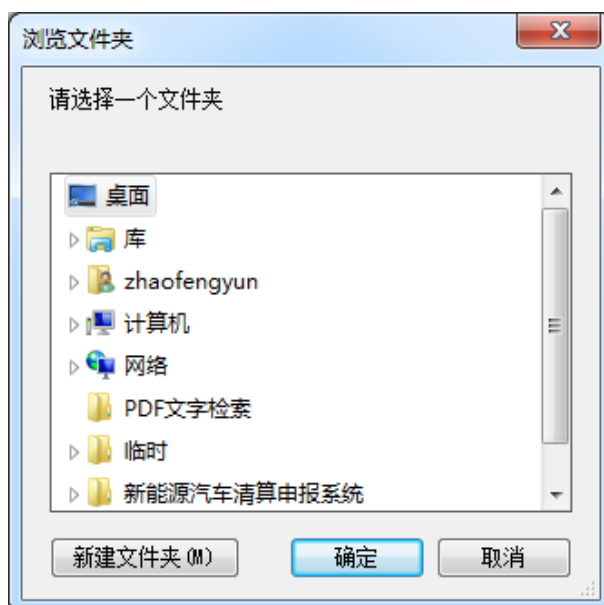 浏览文件夹
请选择一个文件夹
桌面
库
zhaofengyun
计算机
网络
PDF文字检索
临时
新能源汽车清算申报系统
新建文件夹(M) 确定 取消